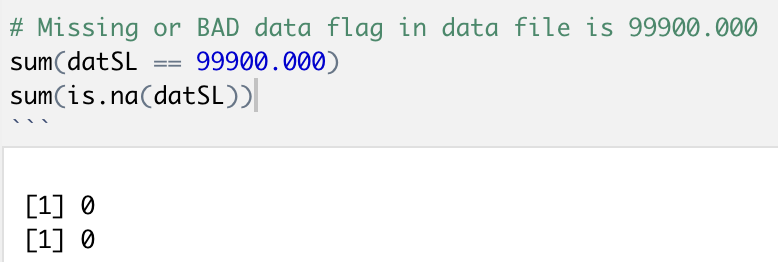 # Missing or BAD data flag in data file is 99900.000
sum(datSL == 99900.000)
sum(is.na(datSL))
```
[1] 0
[1] 0